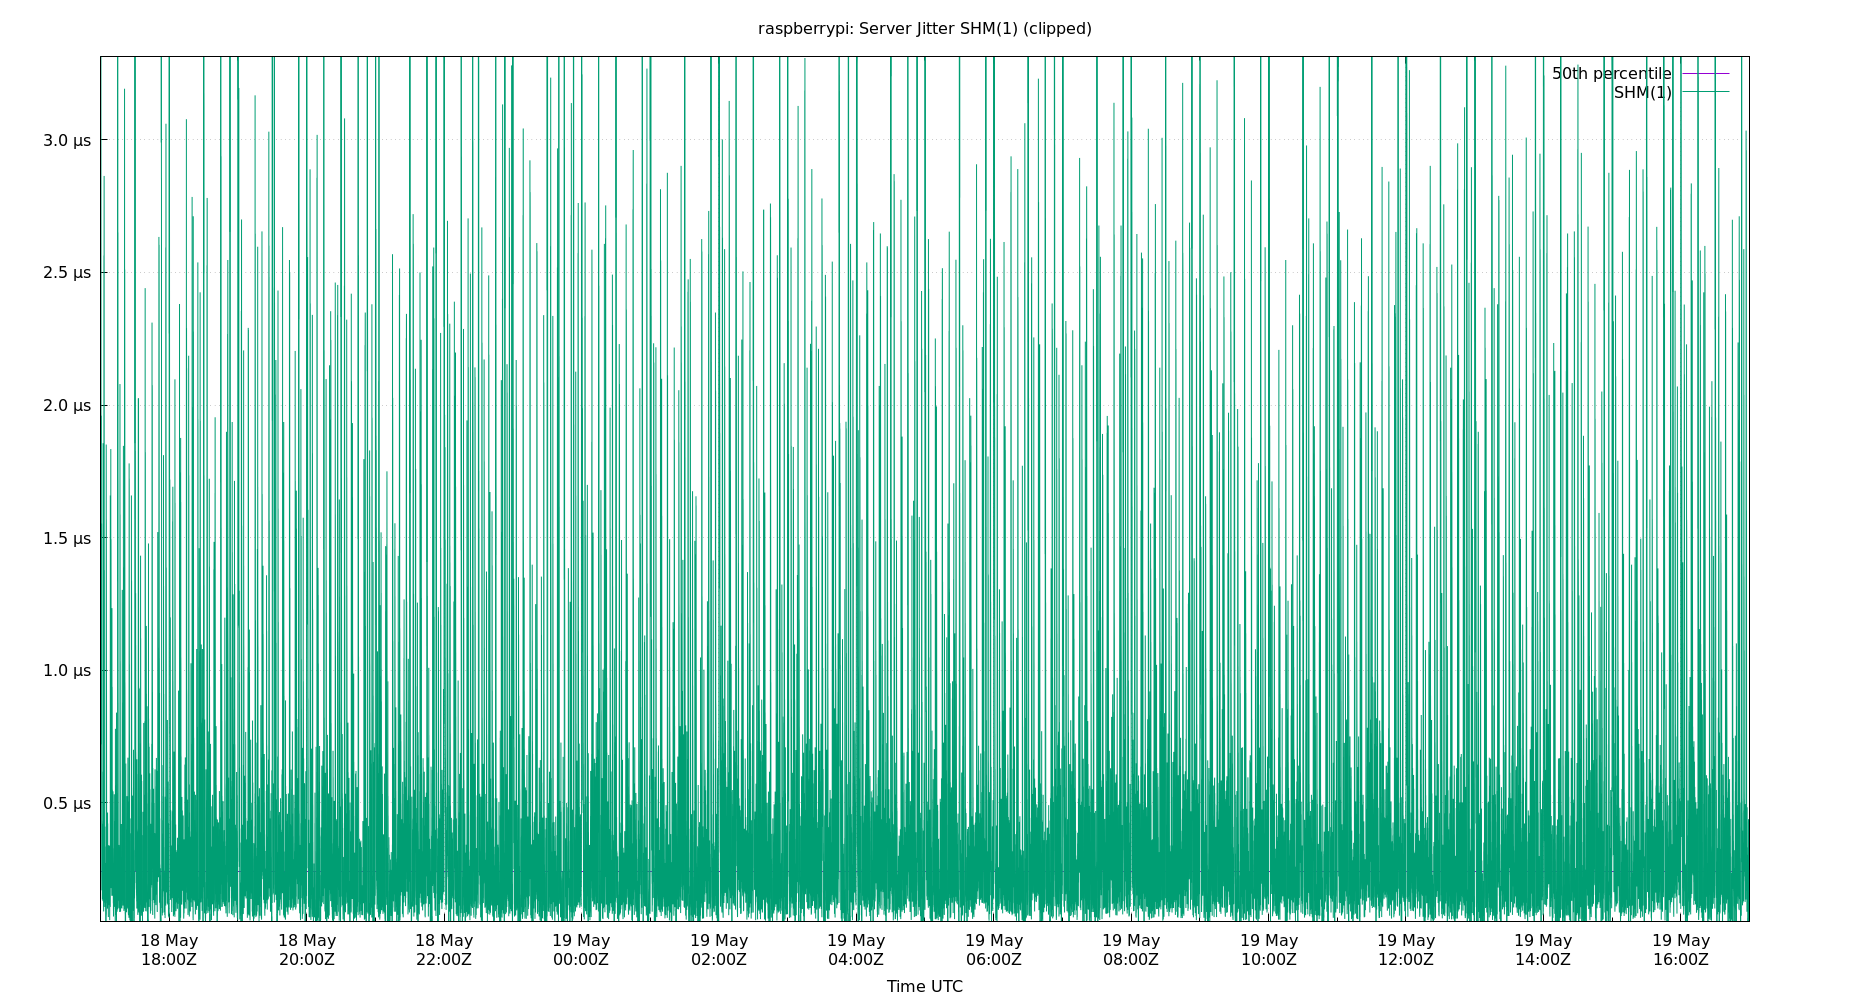 raspberrypi: Server Jitter SHM(1) (clipped)
50th percentile
SHM(1)
3.0 µs
2.5 µs
2.0 µs
1.5 µs
1.0 µs
0.5 µs
18 May 18 May 18 May 19 May 19 May 19 May 19 May 19 May 19 May 19 May 19 May 19 May
18:00Z 20:00Z 22:00Z 00:00Z 02:00Z 04:00Z 06:00Z 08:00Z 10:00Z 12:00Z 14:00Z 16:00Z
Time UTC